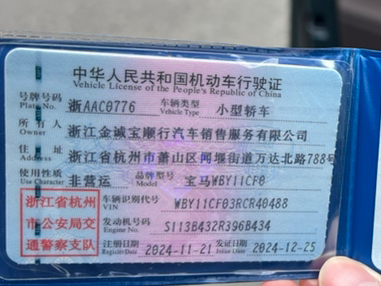 中华人民共和国机动车行驶证
Vehicle License of the People's Republic of China
号牌号码 浙AAC0776 车辆类型 小型轿车
Plate No. Vehicle Type
所有人 浙江金诚宝顺行汽车销售服务有限公司
Owner
住址 浙江省杭州市萧山区闻堰街道万达北路788号
Address
使用性质 非营运 品牌型号 宝马WBY11CF0
Use Character Model
浙江省杭州
市公安局交
通警察支队
车辆识别代号 WBY11CF03RCR40488
VIN
发动机号码 S113B432R396B434
Engine No.
注册日期 2024-11-21 发证日期 2024-12-25
Register Date Issue Date